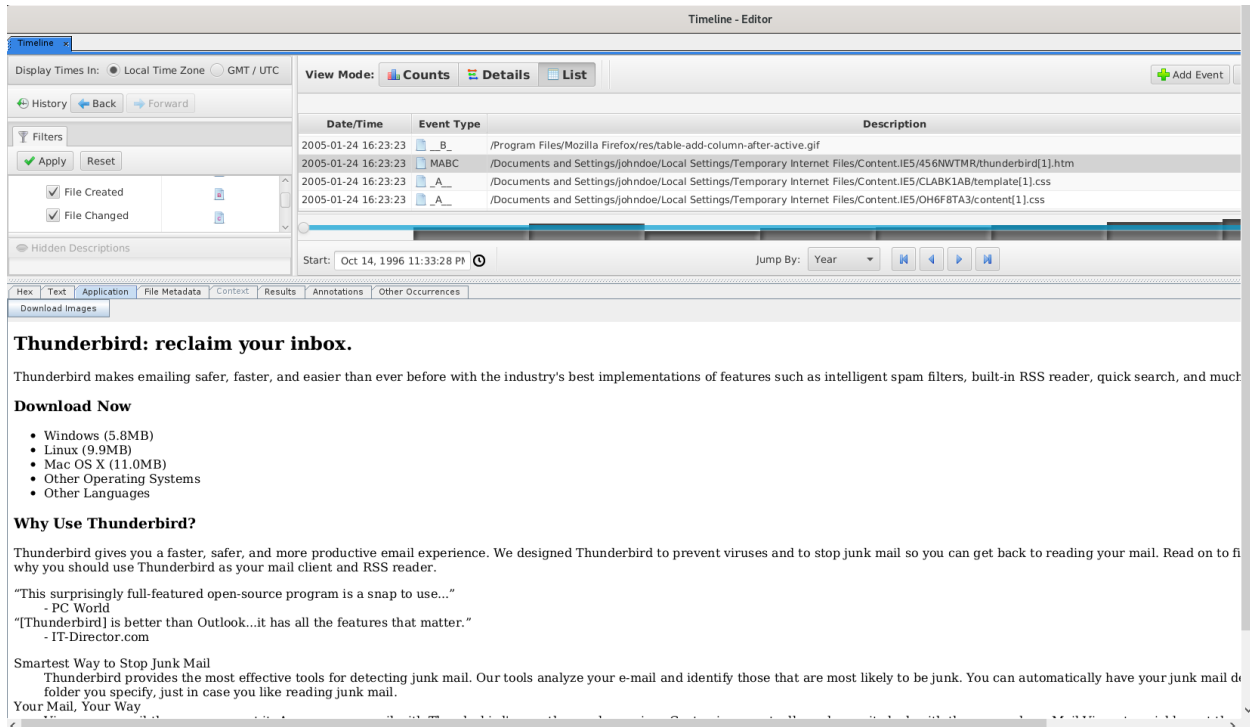 Timeline - Editor
Timeline ×
Display Times In: Local Time Zone GMT / UTC
History Back Forward
Filters
Apply Reset
File Created
File Changed
Hidden Descriptions
View Mode: Counts Details List
Add Event
Date/Time Event Type Description
2005-01-24 16:23:23 __B_ /Program Files/Mozilla Firefox/res/table-add-column-after-active.gif
2005-01-24 16:23:23 MABC /Documents and Settings/johndoe/Local Settings/Temporary Internet Files/Content.IE5/456NWTMR/thunderbird[1].htm
2005-01-24 16:23:23 _A__ /Documents and Settings/johndoe/Local Settings/Temporary Internet Files/Content.IE5/CLABK1AB/template[1].css
2005-01-24 16:23:23 _A__ /Documents and Settings/johndoe/Local Settings/Temporary Internet Files/Content.IE5/OH6F8TA3/content[1].css
Start: Oct 14, 1996 11:33:28 Jump By: Year
Hex Text Application File Metadata Context Results Annotations Other Occurrences
Download Images
Thunderbird: reclaim your inbox.
Thunderbird makes emailing safer, faster, and easier than ever before with the industry's best implementations of features such as intelligent spam filters, built-in RSS reader, quick search, and much
Download Now
• Windows (5.8MB)
• Linux (9.9MB)
• Mac OS X (11.0MB)
• Other Operating Systems
• Other Languages
Why Use Thunderbird?
Thunderbird gives you a faster, safer, and more productive email experience. We designed Thunderbird to prevent viruses and to stop junk mail so you can get back to reading your mail. Read on to
why you should use Thunderbird as your mail client and RSS reader.
“This surprisingly full-featured open-source program is a snap to use...”
- PC World
“[Thunderbird] is better than Outlook...it has all the features that matter.”
- IT-Director.com
Smartest Way to Stop Junk Mail
Thunderbird provides the most effective tools for detecting junk mail. Our tools analyze your e-mail and identify those that are most likely to be junk. You can automatically have your junk mail
folder you specify, just in case you like reading junk mail.
Your Mail, Your Way